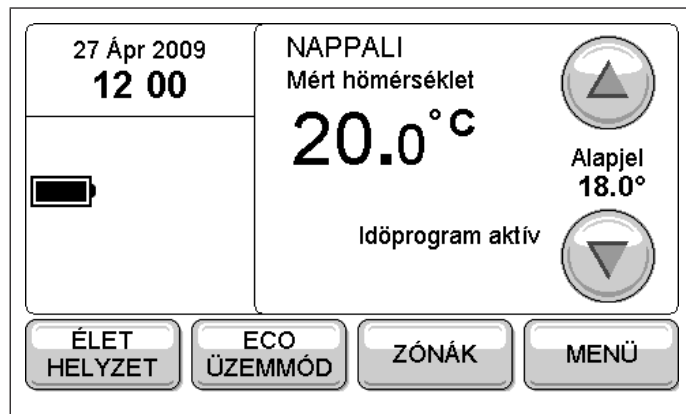 27 Ápr 2009
12 00
NAPPALI
Mért hömérséklet
20.0°C
Alapjel
18.0°
Idöprogram aktív
ÉLET
HELYZET
ECO
ÜZEMMÓD
ZÓNÁK
MENÜ